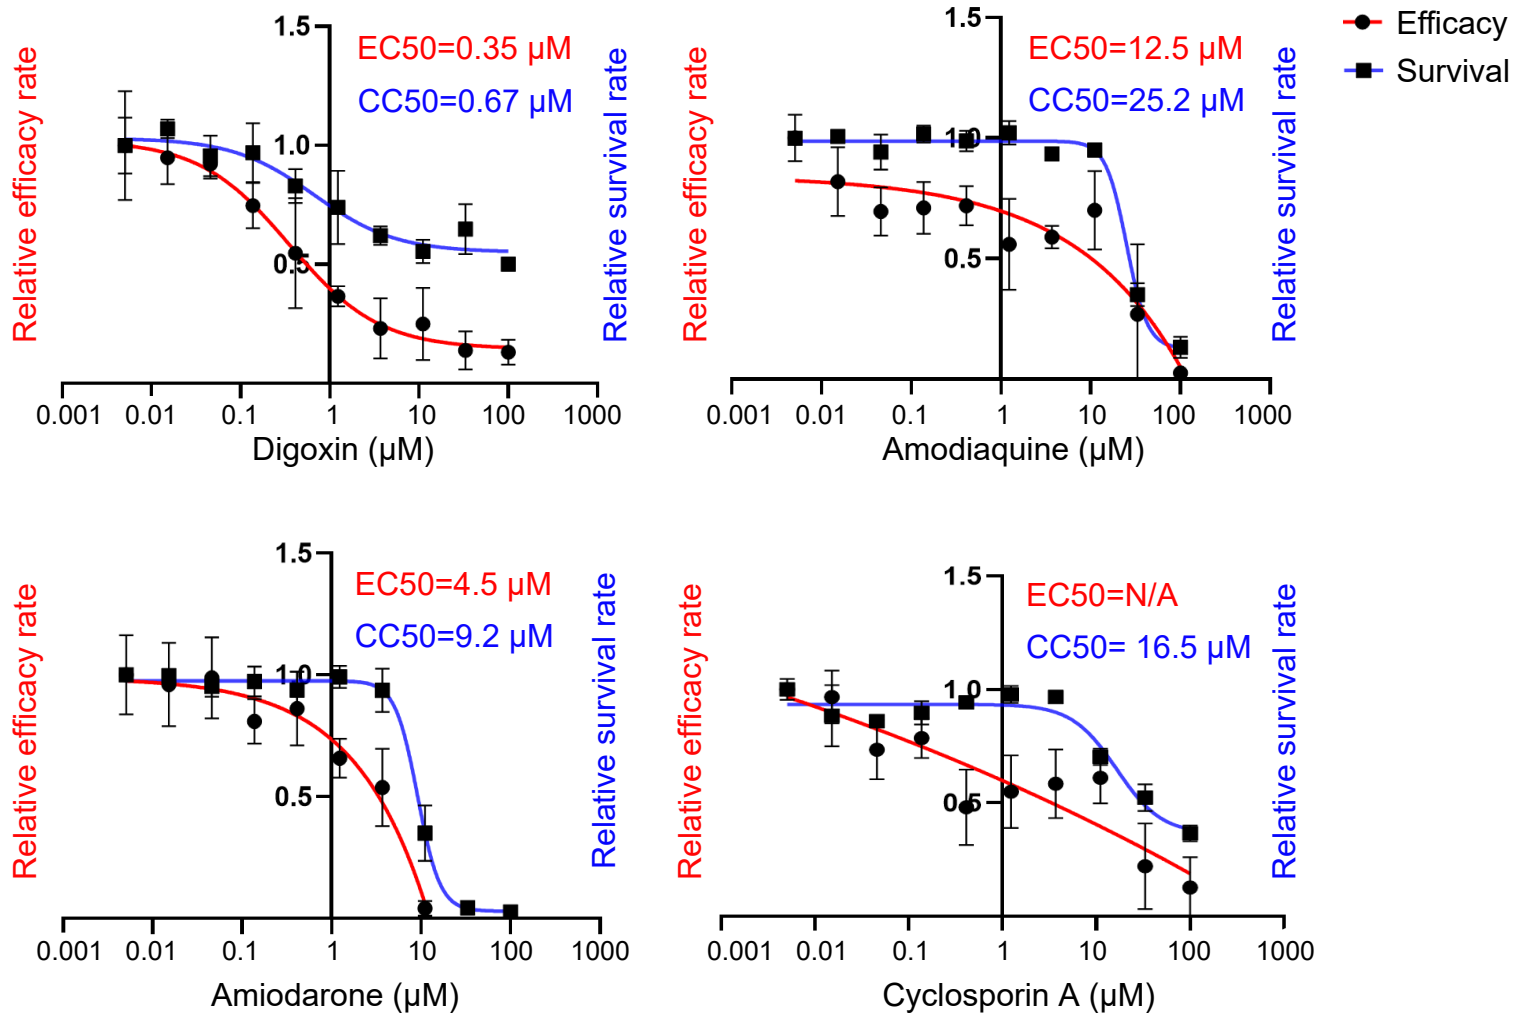 Efficacy
Survival
Relative efficacy rate
1.5
1.0
0.5
EC50=0.35 µM
CC50=0.67 µM
Relative survival rate
0.001 0.01 0.1 1 10 100 1000
Digoxin (µM)
Relative efficacy rate
1.5
1.0
0.5
EC50=12.5 µM
CC50=25.2 µM
Relative survival rate
0.001 0.01 0.1 1 10 100 1000
Amodiaquine (µM)
Relative efficacy rate
1.5
1.0
0.5
EC50=4.5 µM
CC50=9.2 µM
Relative survival rate
0.001 0.01 0.1 1 10 100 1000
Amiodarone (µM)
Relative efficacy rate
1.5
1.0
0.5
EC50=N/A
CC50= 16.5 µM
Relative survival rate
0.001 0.01 0.1 1 10 100 1000
Cyclosporin A (µM)